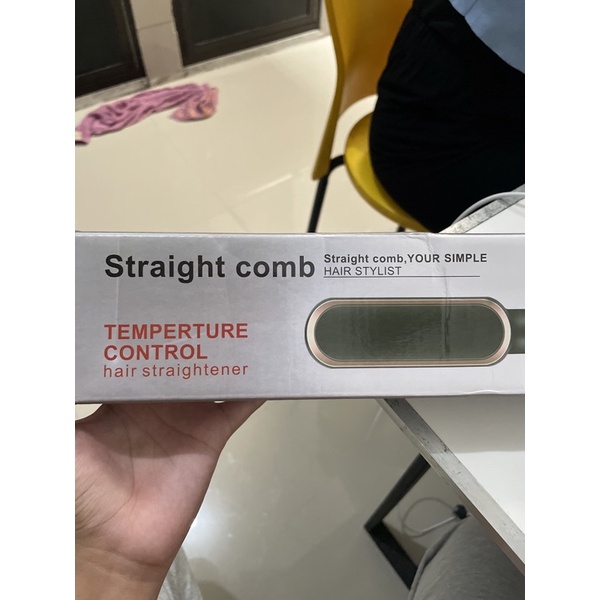 Straight comb
Straight comb,YOUR SIMPLE
HAIR STYLIST
TEMPERTURE
CONTROL
hair straightener